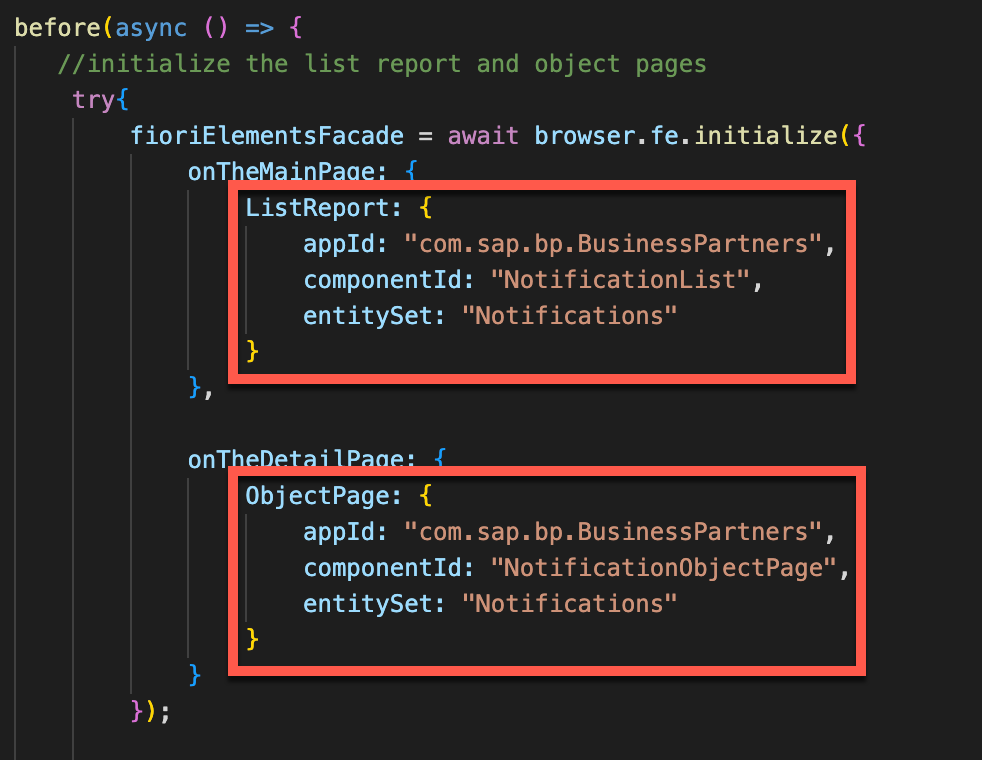 before(async () => {
//initialize the list report and object pages
try{
fioriElementsFacade = await browser.fe.initialize({
onTheMainPage: {
ListReport: {
appId: "com.sap.bp.BusinessPartners",
componentId: "NotificationList",
entitySet: "Notifications"
}
},
onTheDetailPage: {
ObjectPage: {
appId: "com.sap.bp.BusinessPartners",
componentId: "NotificationObjectPage",
entitySet: "Notifications"
}
}
});